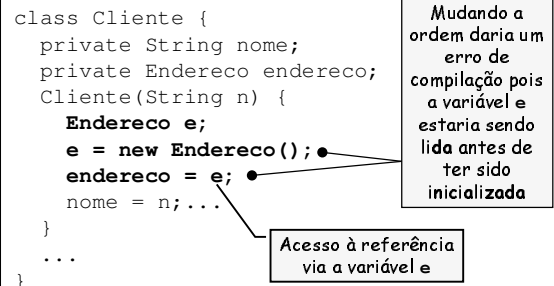 class Cliente {
private String nome;
private Endereco endereco;
Cliente(String n) {
Endereco e;
e = new Endereco();
endereco = e;
nome = n;...
}
...
}
Mudando a
ordem daria um
erro de
compilação pois
a variável e
estaria sendo
lida antes de
ter sido
inicializada
Acesso à referência
via a variável e